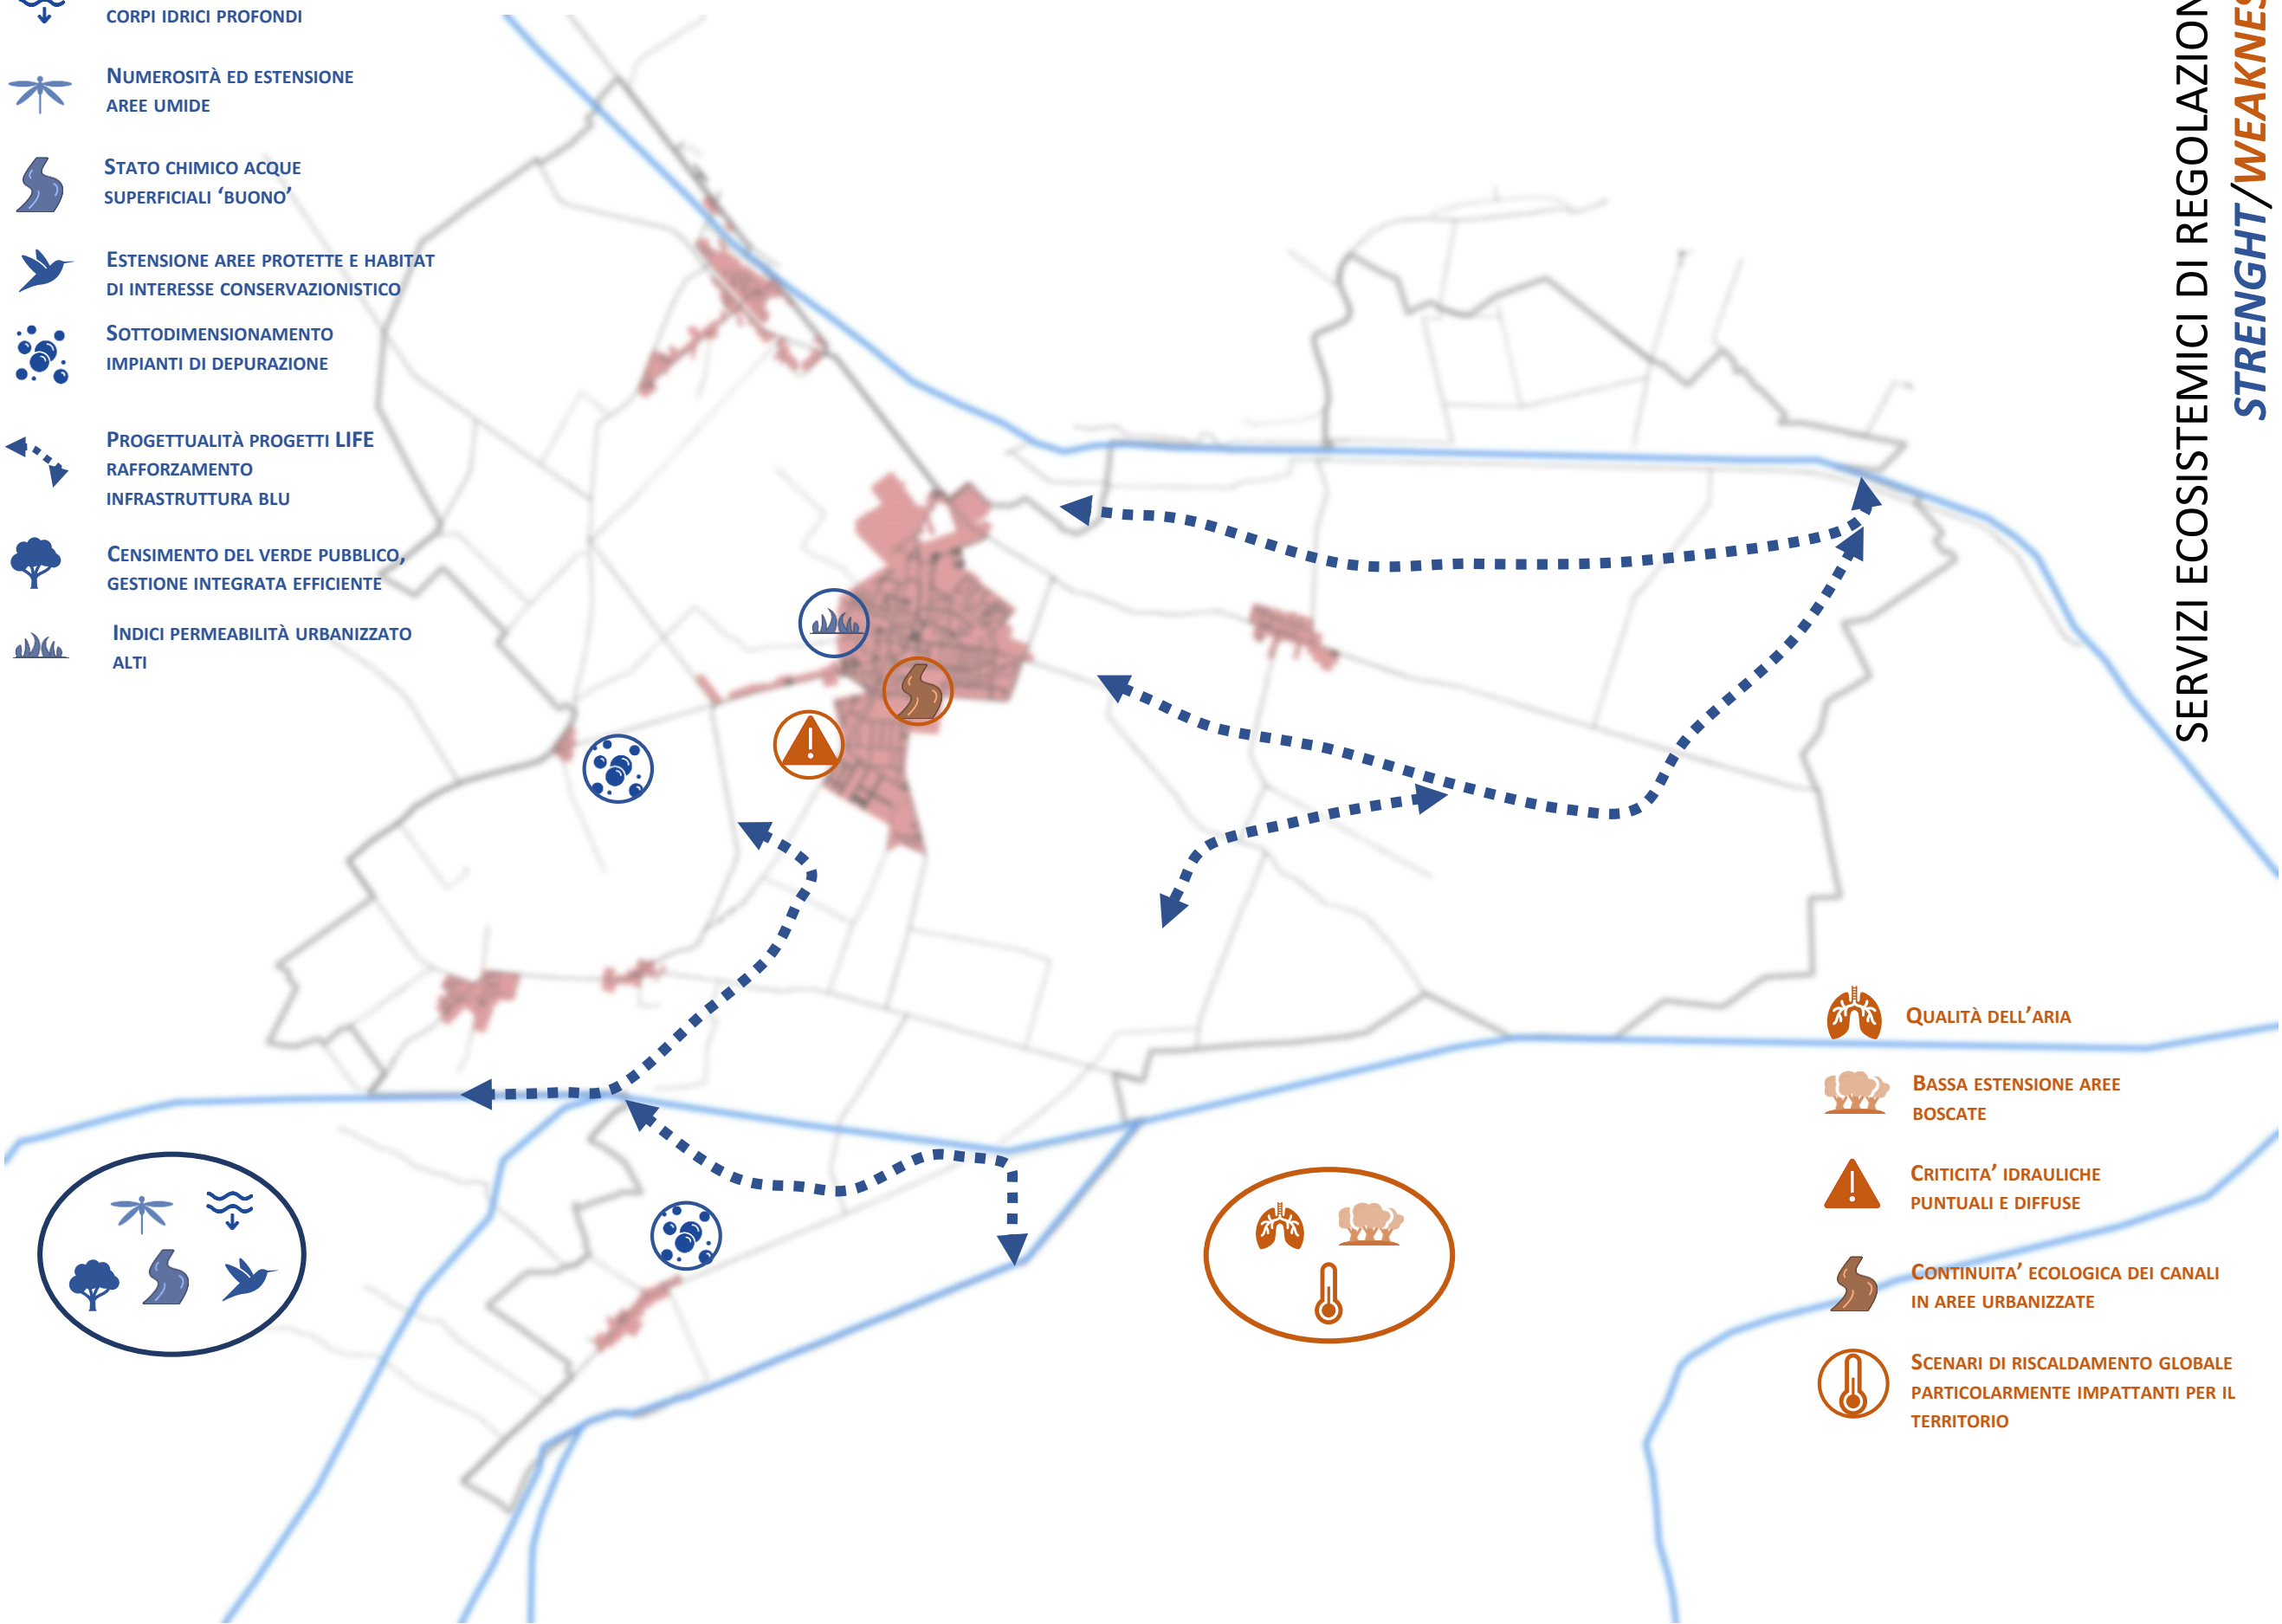 CORPI IDRICI PROFONDI
NUMEROSITÀ ED ESTENSIONE
AREE UMIDE
STATO CHIMICO ACQUE
SUPERFICIALI ‘BUONO’
ESTENSIONE AREE PROTETTE E HABITAT
DI INTERESSE CONSERVAZIONISTICO
SOTTODIMENSIONAMENTO
IMPIANTI DI DEPURAZIONE
PROGETTUALITÀ PROGETTI LIFE
RAFFORZAMENTO
INFRASTRUTTURA BLU
CENSIMENTO DEL VERDE PUBBLICO,
GESTIONE INTEGRATA EFFICIENTE
INDICI PERMEABILITÀ URBANIZZATO
ALTI
SERVIZI ECOSISTEMICI DI REGOLAZION
STRENGHT/WEAKNES
QUALITÀ DELL’ARIA
BASSA ESTENSIONE AREE
BOSCATE
CRITICITA’ IDRAULICHE
PUNTUALI E DIFFUSE
CONTINUITA’ ECOLOGICA DEI CANALI
IN AREE URBANIZZATE
SCENARI DI RISCALDAMENTO GLOBALE
PARTICOLARMENTE IMPATTANTI PER IL
TERRITORIO